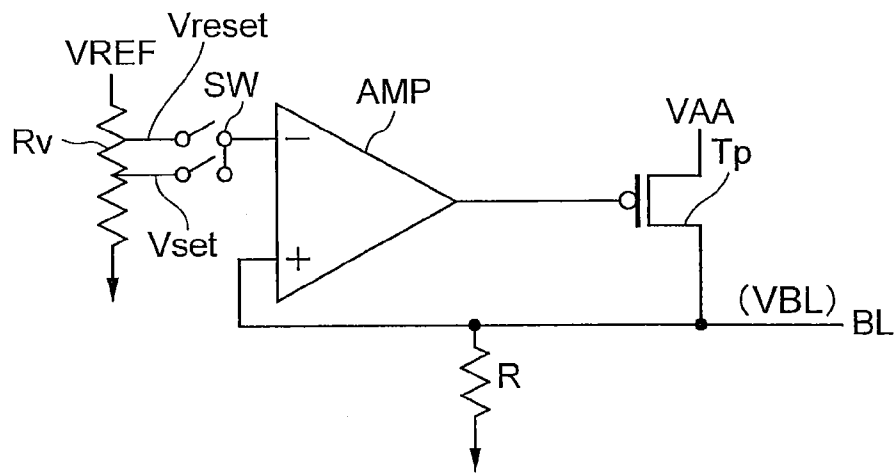 Vreset
VREF
SW
AMP
VAA
Rv
Tp
−
Vset
+
(VBL)
BL
R